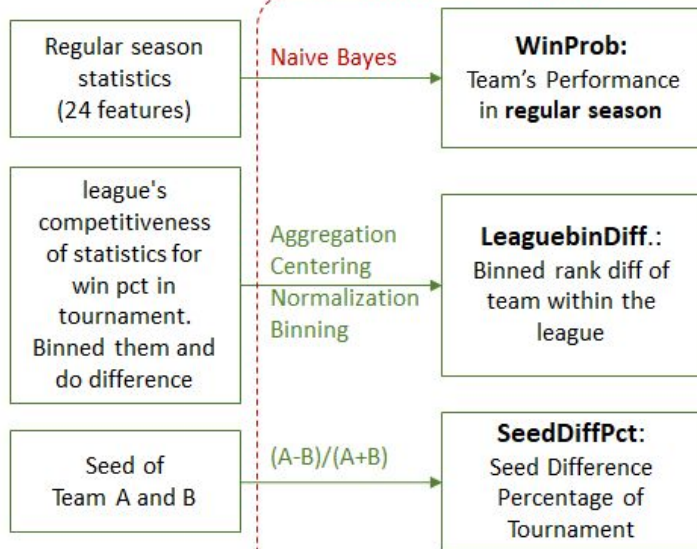 Regular season
statistics
(24 features)
Naive Bayes
WinProb:
Team's Performance
in regular season
league's
competitiveness
of statistics for
win pct in
tournament.
Binned them and
do difference
Aggregation
Centering
Normalization
Binning
LeaguebinDiff.:
Binned rank diff of
team within the
league
Seed of
Team A and B
(A-B)/(A+B)
SeedDiffPct:
Seed Difference
Percentage of
Tournament